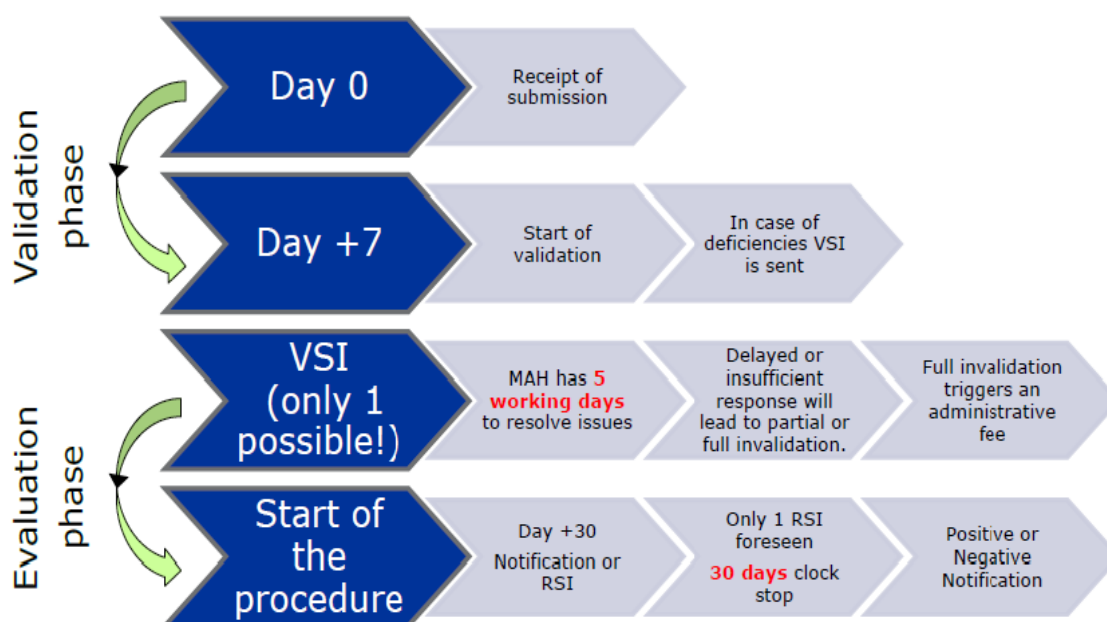 Validation
phase
Day 0
Receipt of
submission
Day +7
Start of
validation
In case of
deficiencies VSI
is sent
Evaluation
phase
VSI
(only 1
possible!)
MAH has 5
working days
to resolve issues
Delayed or
insufficient
response will
lead to partial or
full invalidation.
Full invalidation
triggers an
administrative
fee
Start of
the
procedure
Day +30
Notification or
RSI
Only 1 RSI
foreseen
30 days clock
stop
Positive or
Negative
Notification